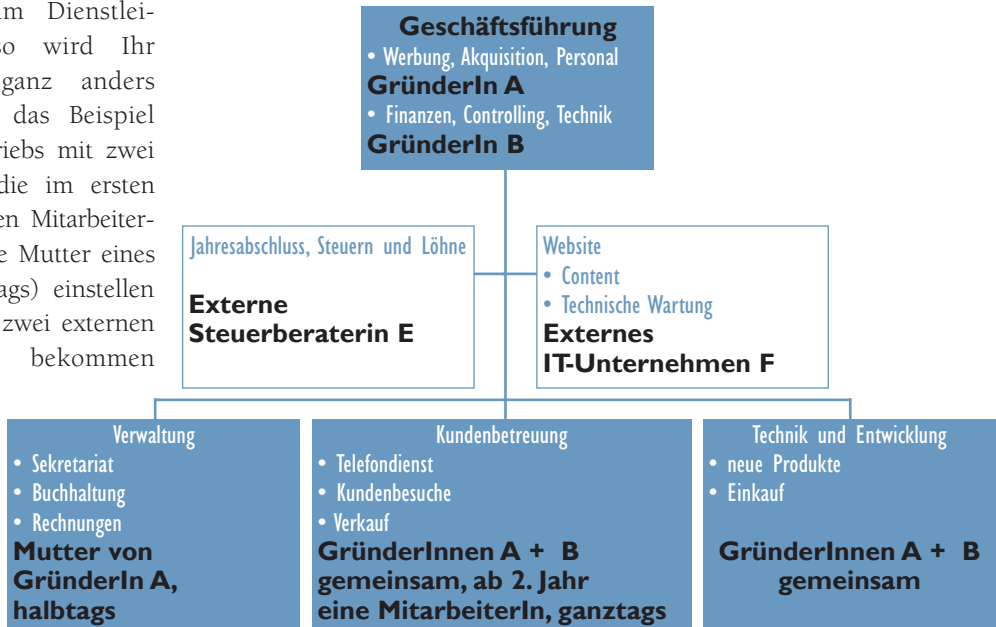 im Dienstlei-
so wird Ihr
ganz anders
das Beispiel
riebs mit zwei
die im ersten
en Mitarbeiter-
e Mutter eines
ags) einstellen
zwei externen
bekommen
Geschäftsführung
• Werbung, Akquisition, Personal
GründerIn A
• Finanzen, Controlling, Technik
GründerIn B
Jahresabschluss, Steuern und Löhne
Externe
Steuerberaterin E
Website
• Content
• Technische Wartung
Externes
IT-Unternehmen F
Verwaltung
• Sekretariat
• Buchhaltung
• Rechnungen
Mutter von
GründerIn A,
halbtags
Kundenbetreuung
• Telefondienst
• Kundenbesuche
• Verkauf
GründerInnen A + B
gemeinsam, ab 2. Jahr
eine MitarbeiterIn, ganztags
Technik und Entwicklung
• neue Produkte
• Einkauf
GründerInnen A + B
gemeinsam